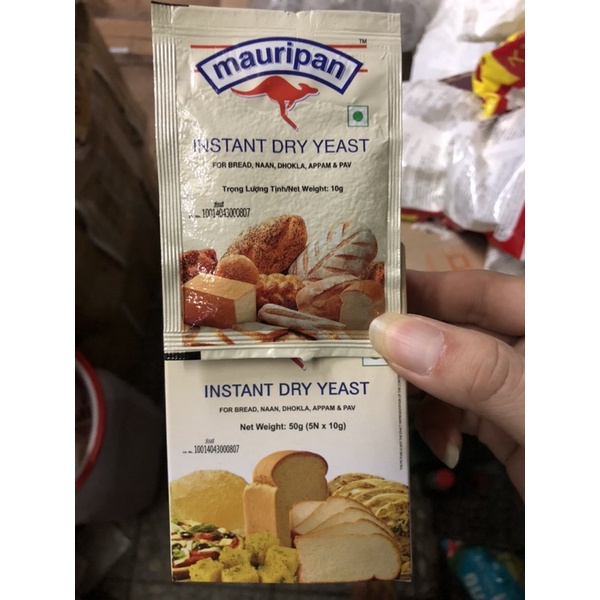 mauripan
TM
INSTANT DRY YEAST
FOR BREAD, NAAN, DHOKLA, APPAM & PAV
Trọng Lượng Tịnh/Net Weight: 10g
10014043000807
INSTANT DRY YEAST
FOR BREAD, NAAN, DHOKLA, APPAM & PAV
Net Weight: 50g (5N x 10g)
10014043000807